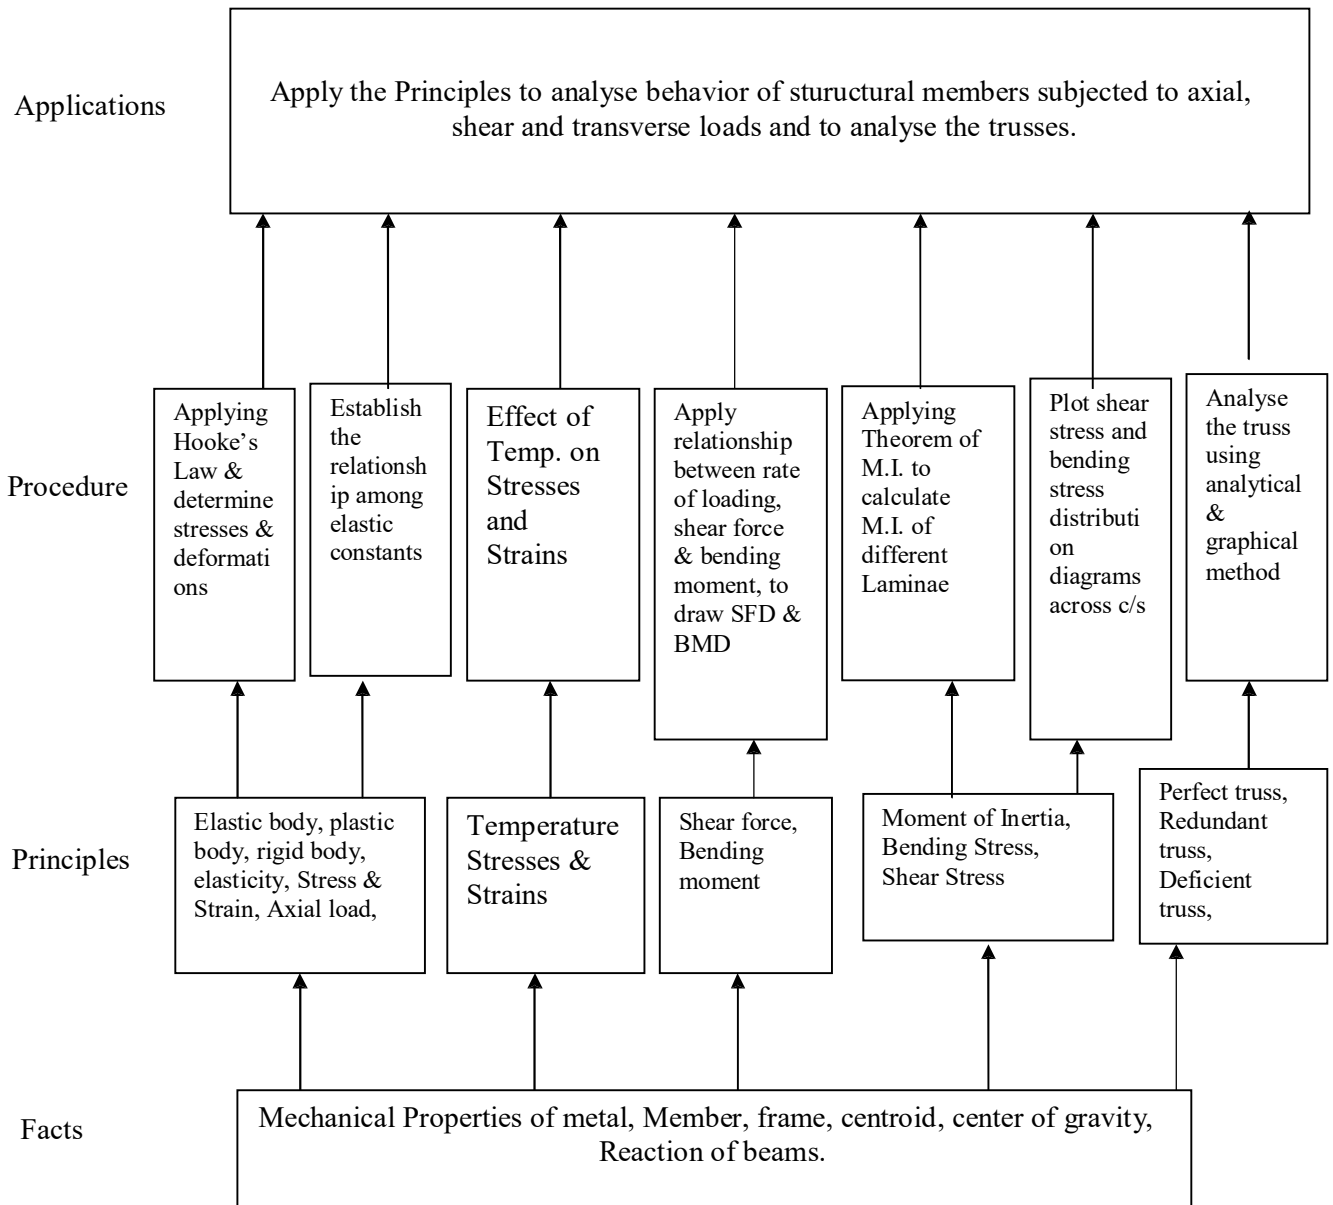 Applications
Apply the Principles to analyse behavior of stuructural members subjected to axial,
shear and transverse loads and to analyse the trusses.
Procedure
Applying
Hooke’s
Law &
determine
stresses &
deformati
ons
Establish
the
relationsh
ip among
elastic
constants
Effect of
Temp. on
Stresses
and
Strains
Apply
relationship
between rate
of loading,
shear force
& bending
moment, to
draw SFD &
BMD
Applying
Theorem of
M.I. to
calculate
M.I. of
different
Laminae
Plot shear
stress and
bending
stress
distributi
on
diagrams
across c/s
Analyse
the truss
using
analytical
&
graphical
method
Principles
Elastic body, plastic
body, rigid body,
elasticity, Stress &
Strain, Axial load,
Temperature
Stresses &
Strains
Shear force,
Bending
moment
Moment of Inertia,
Bending Stress,
Shear Stress
Perfect truss,
Redundant
truss,
Deficient
truss,
Facts
Mechanical Properties of metal, Member, frame, centroid, center of gravity,
Reaction of beams.